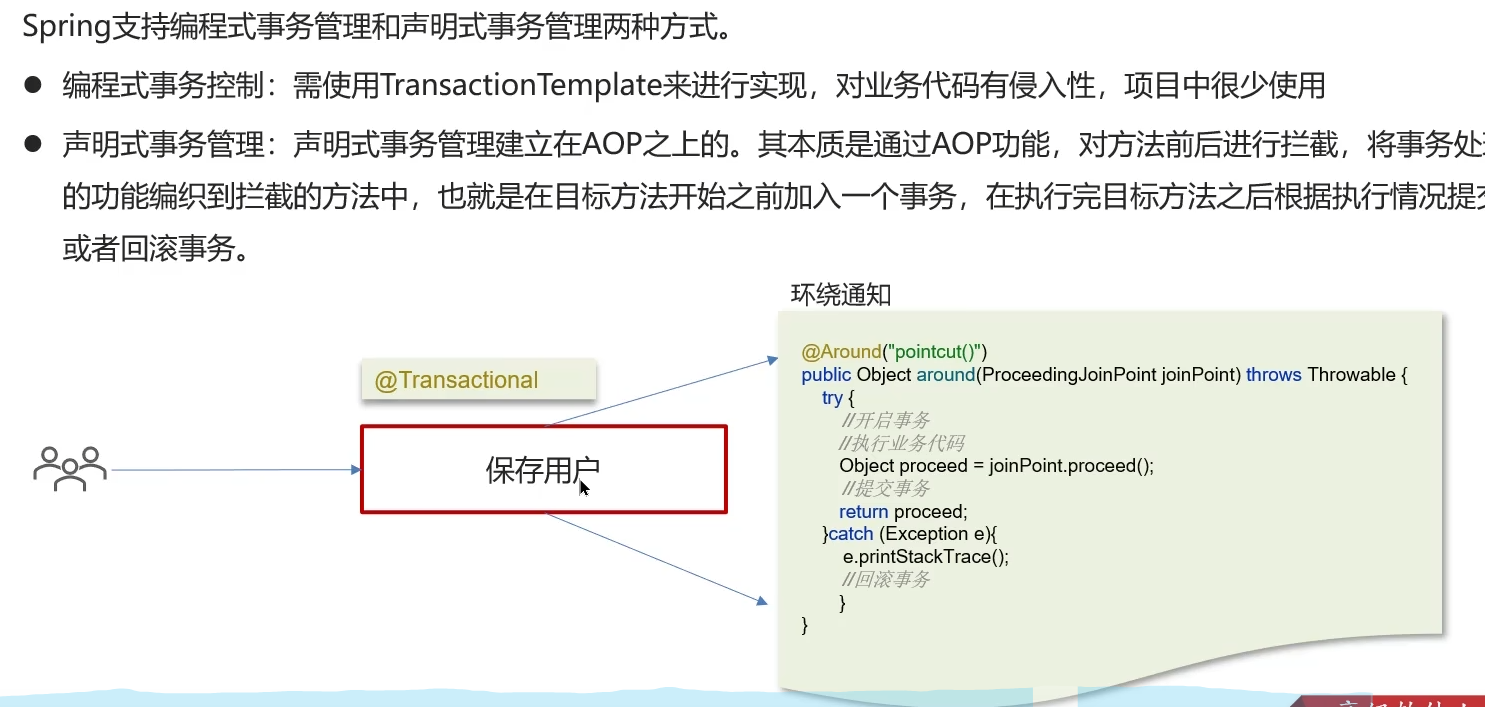 Spring支持编程式事务管理和声明式事务管理两种方式。
● 编程式事务控制：需使用TransactionTemplate来进行实现，对业务代码有侵入性，项目中很少使用
● 声明式事务管理：声明式事务管理建立在AOP之上的。其本质是通过AOP功能，对方法前后进行拦截，将事务处
的功能编织到拦截的方法中，也就是在目标方法开始之前加入一个事务，在执行完目标方法之后根据执行情况提交
或者回滚事务。
环绕通知
@Transactional
保存用户
@Around("pointcut()")
public Object around(ProceedingJoinPoint joinPoint) throws Throwable {
try {
//开启事务
//执行业务代码
Object proceed = joinPoint.proceed();
//提交事务
return proceed;
}catch (Exception e){
e.printStackTrace();
//回滚事务
}
}